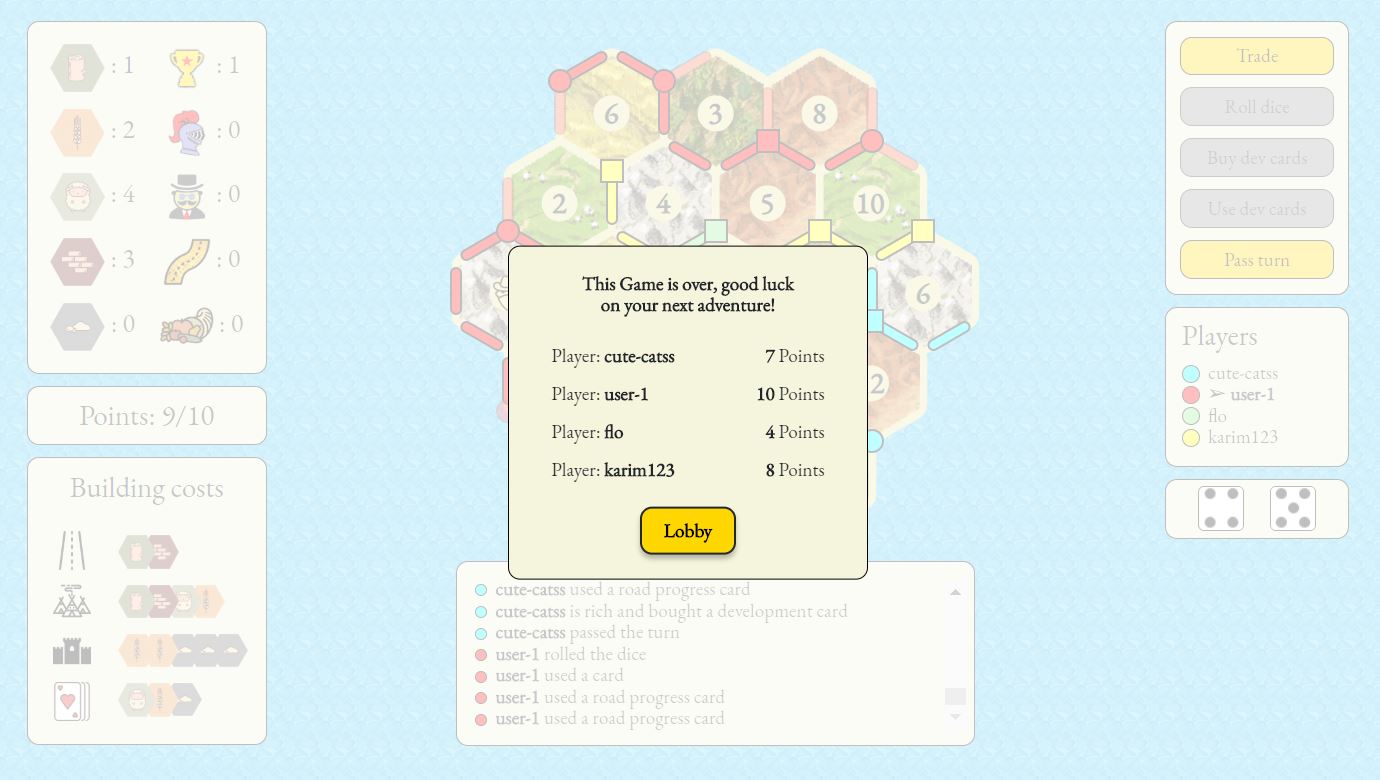 : 1
: 1
: 2
: 0
: 4
: 0
: 3
: 0
: 0
: 0
Points: 9/10
Building costs
6
3
8
2
4
5
10
6
2
This Game is over, good luck
on your next adventure!
Player: cute-catss 7 Points
Player: user-1 10 Points
Player: flo 4 Points
Player: karim123 8 Points
Lobby
cute-catss used a road progress card
cute-catss is rich and bought a development card
cute-catss passed the turn
user-1 rolled the dice
user-1 used a card
user-1 used a road progress card
user-1 used a road progress card
Trade
Roll dice
Buy dev cards
Use dev cards
Pass turn
Players
cute-catss
➣ user-1
flo
karim123